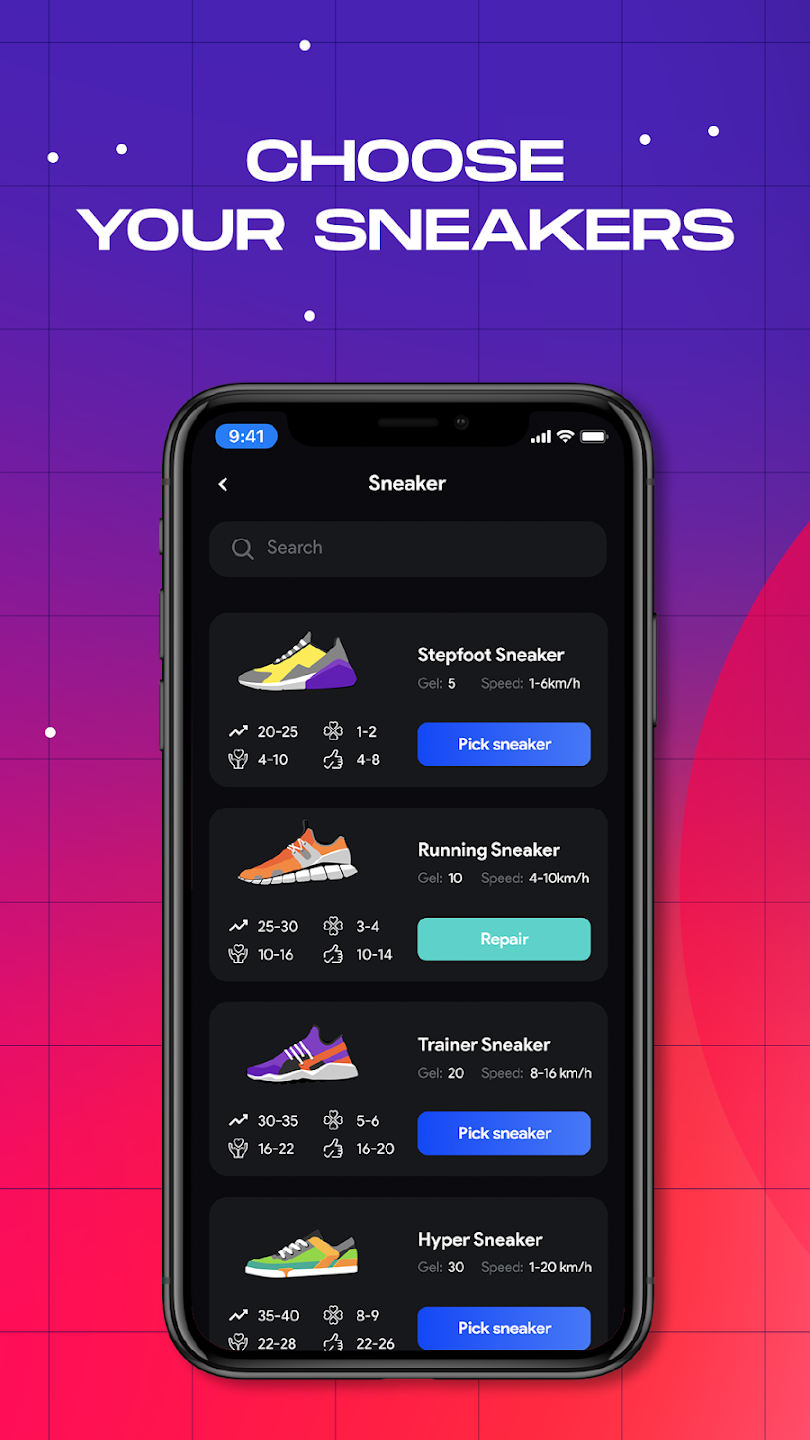 CHOOSE
YOUR SNEAKERS
9:41
Sneaker
Search
Stepfoot Sneaker
Gel: 5 Speed: 1-6km/h
20-25 1-2
4-10 4-8
Pick sneaker
Running Sneaker
Gel: 10 Speed: 4-10km/h
25-30 3-4
10-16 10-14
Repair
Trainer Sneaker
Gel: 20 Speed: 8-16 km/h
30-35 5-6
16-22 16-20
Pick sneaker
Hyper Sneaker
Gel: 30 Speed: 1-20 km/h
35-40 8-9
22-28 22-26
Pick sneaker